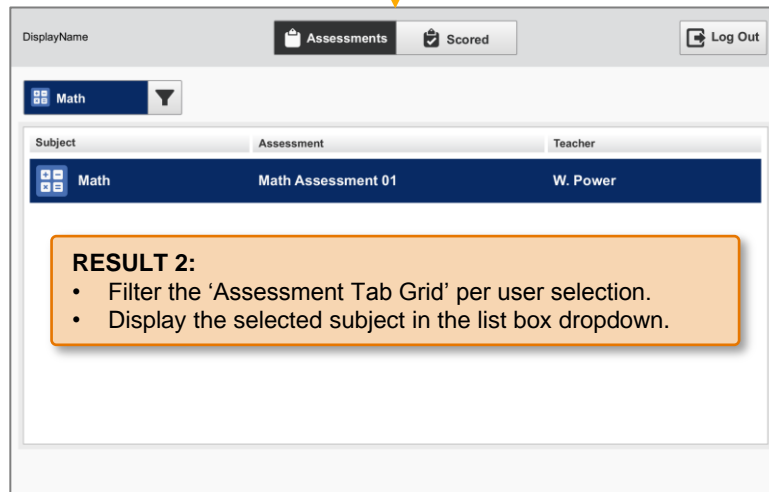 DisplayName
Assessments
Scored
Log Out
Math
Subject Assessment Teacher
Math Math Assessment 01 W. Power
RESULT 2:
• Filter the ‘Assessment Tab Grid’ per user selection.
• Display the selected subject in the list box dropdown.